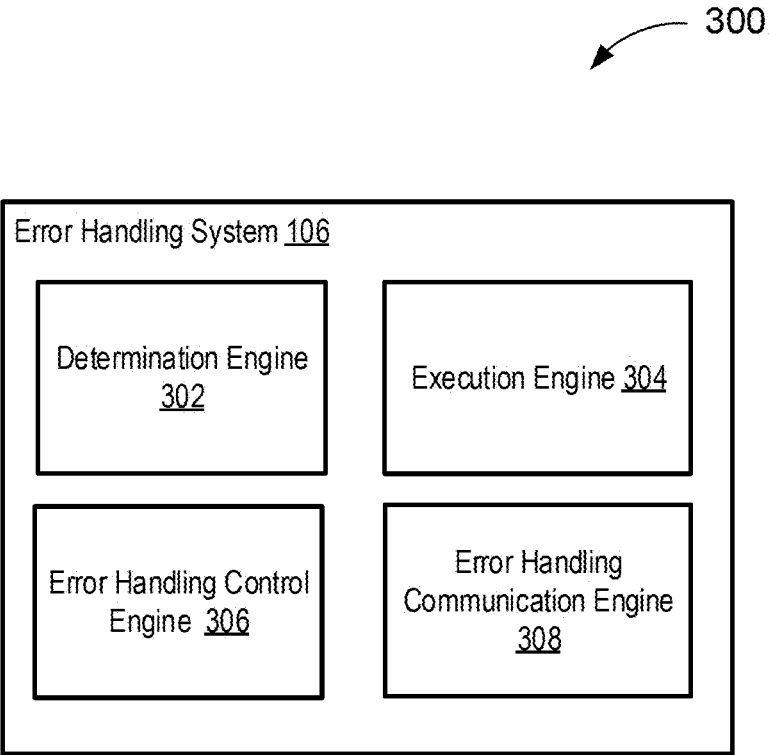 300
Error Handling System 106
Determination Engine
302
Execution Engine 304
Error Handling Control
Engine 306
Error Handling
Communication Engine
308